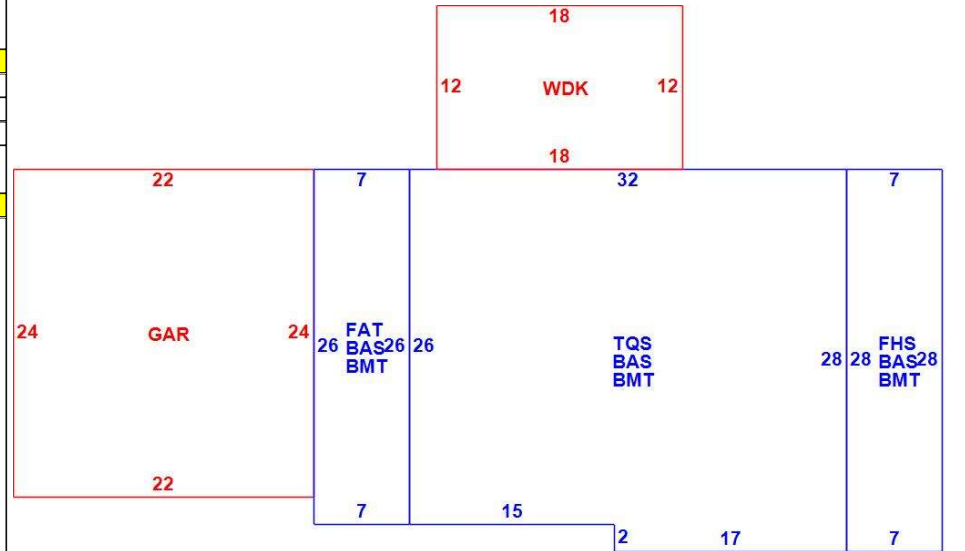 18
12 WDK 12
18
22 7 32 7
24 GAR 24
26 FAT
BAS 26
BMT
26 TQS
BAS
BMT
28
28 FHS
BAS 28
BMT
22
7 15
2 17 7